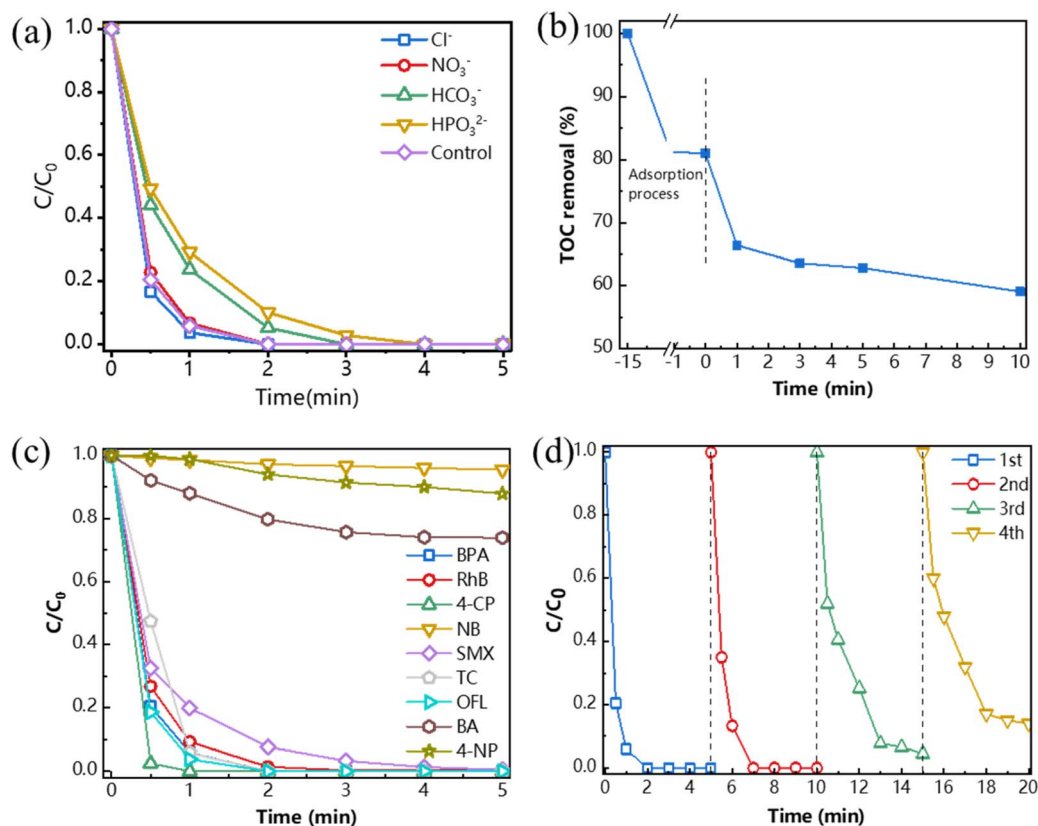 (a)
C/C₀
1.0
0.8
0.6
0.4
0.2
0.0
0
1
2
3
4
5
Time(min)
Cl⁻
NO₃⁻
HCO₃⁻
HPO₃²⁻
Control
(b)
TOC removal (%)
100
90
80
70
60
50
-15
-1
0
1
2
3
4
5
6
7
8
9
10
Time (min)
Adsorption
process
(c)
C/C₀
1.0
0.8
0.6
0.4
0.2
0.0
0
1
2
3
4
5
Time (min)
BPA
RhB
4-CP
NB
SMX
TC
OFL
BA
4-NP
(d)
C/C₀
1.0
0.8
0.6
0.4
0.2
0.0
0
2
4
6
8
10
12
14
16
18
20
Time (min)
1st
2nd
3rd
4th